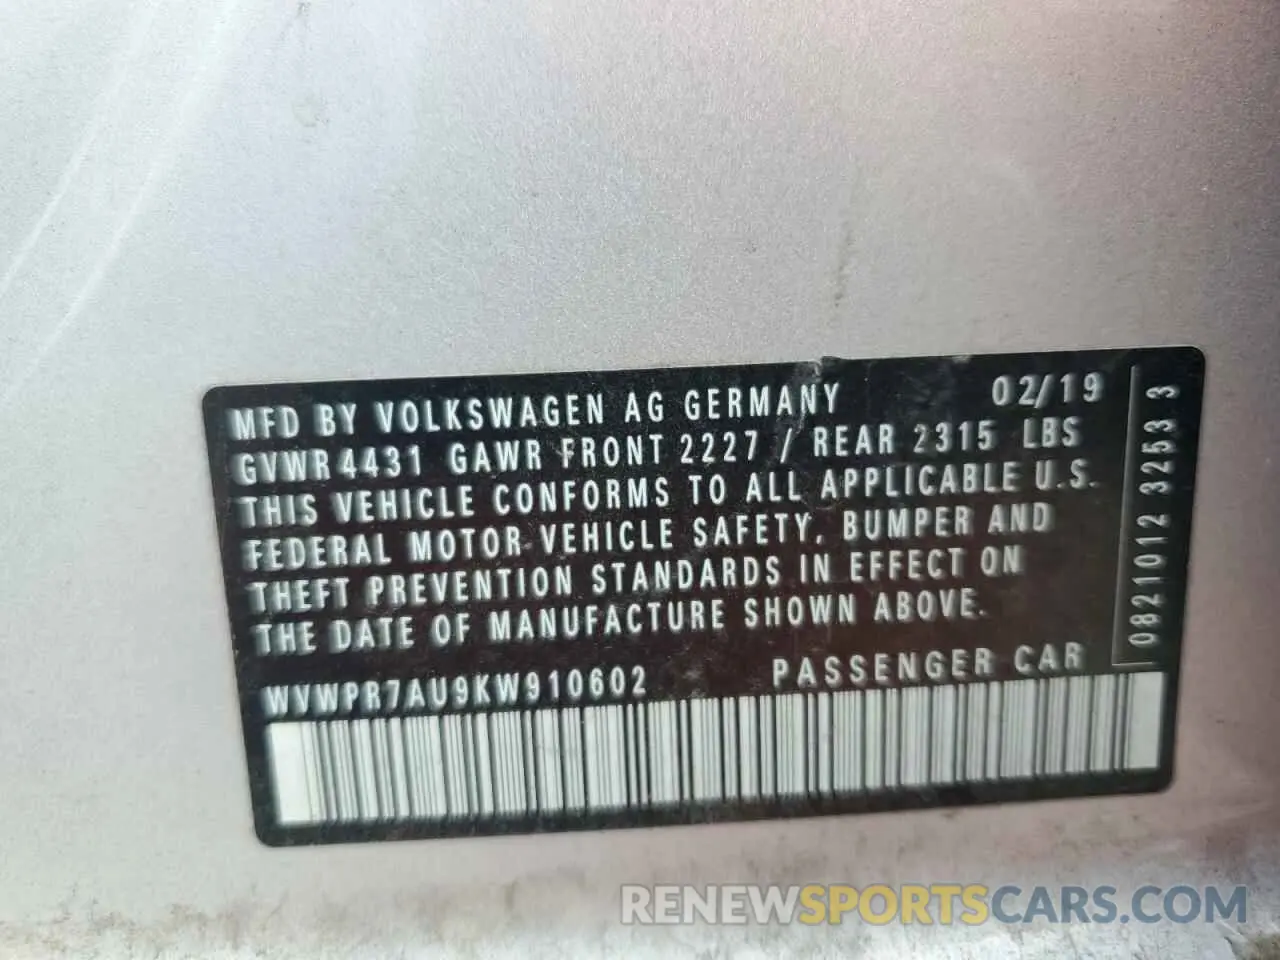 MFD BY VOLKSWAGEN AG GERMANY 02/19
GVWR 4431 GAWR FRONT 2227 / REAR 2315 LBS
THIS VEHICLE CONFORMS TO ALL APPLICABLE U.S.
FEDERAL MOTOR VEHICLE SAFETY, BUMPER AND
THEFT PREVENTION STANDARDS IN EFFECT ON
THE DATE OF MANUFACTURE SHOWN ABOVE.
WVWPR7AU9KW910602 PASSENGER CAR
08210123253 3
RENEWSPORTSCARS.COM